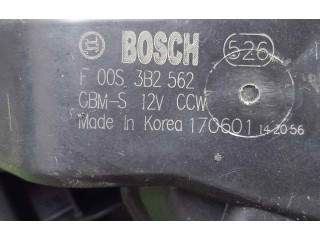 BOSCH 526
F 00S 3B2 562
GBM-S 12V CCW
Made In Korea 170601 14 20 56